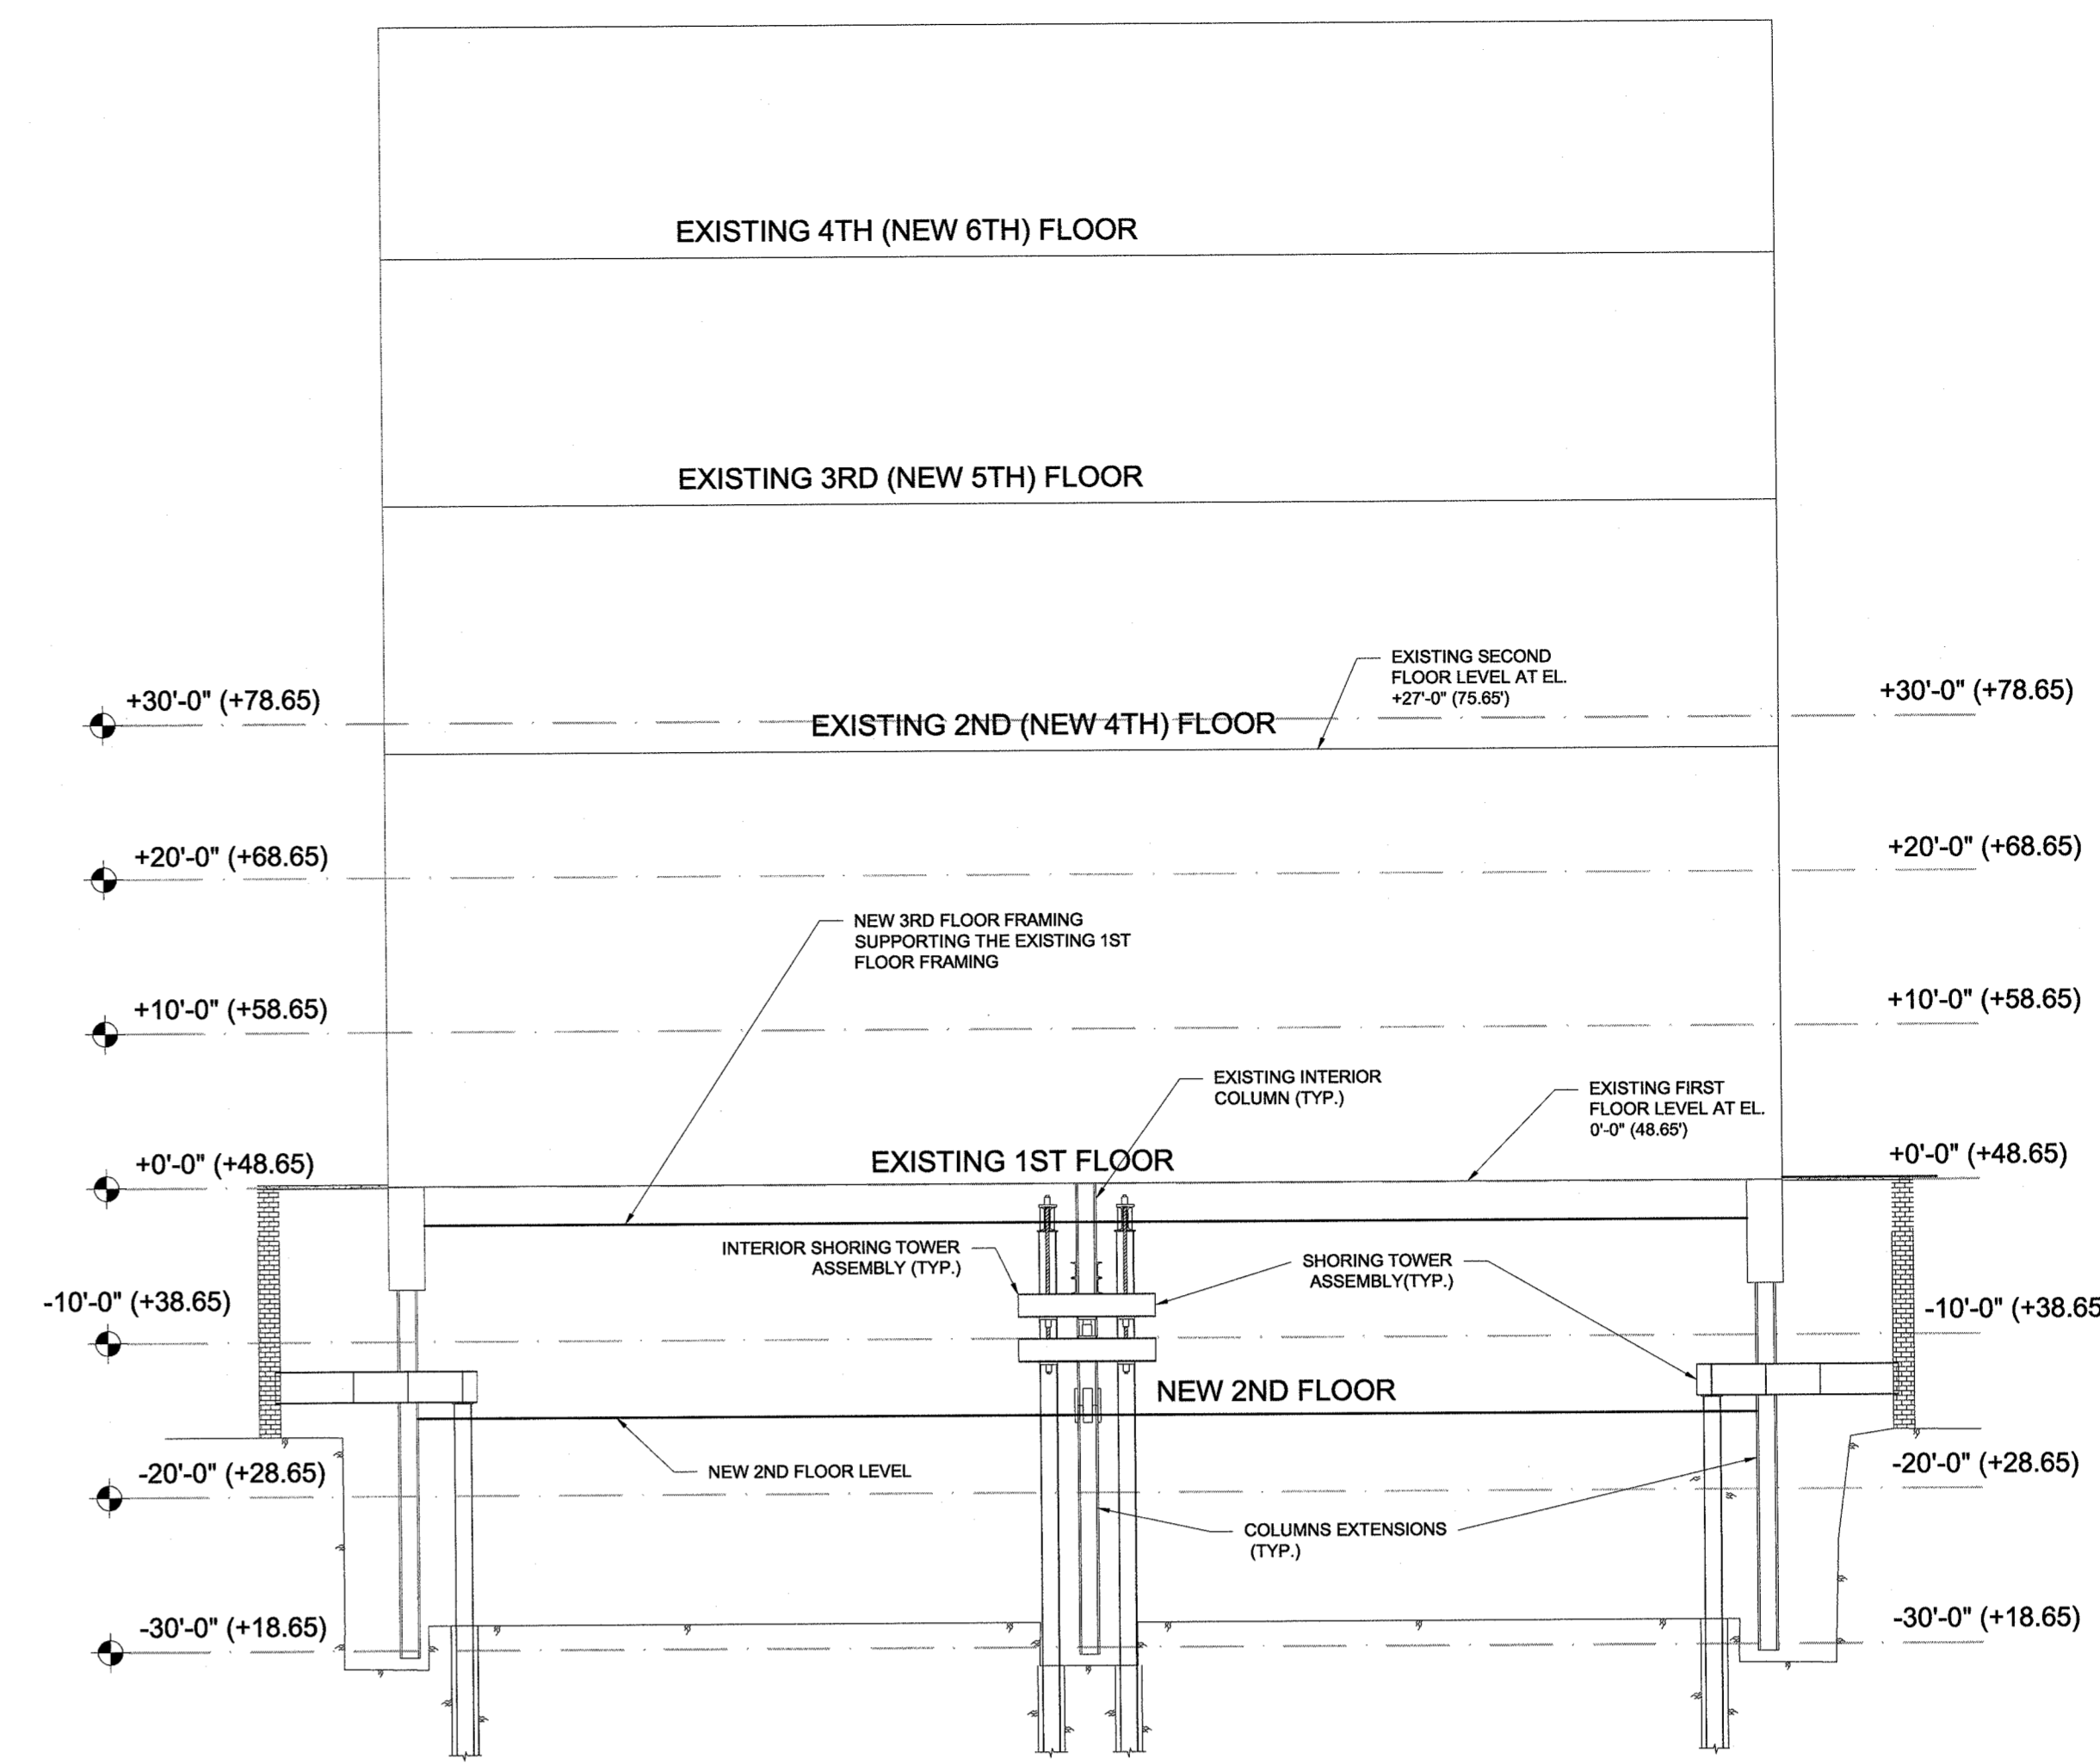 EXISTING 4TH (NEW 6TH) FLOOR
EXISTING 3RD (NEW 5TH) FLOOR
EXISTING SECOND
FLOOR LEVEL AT EL.
+27'-0" (75.65')
+30'-0" (+78.65)
+30'-0" (+78.65)
EXISTING 2ND (NEW 4TH) FLOOR
+20'-0" (+68.65)
+20'-0" (+68.65)
NEW 3RD FLOOR FRAMING
SUPPORTING THE EXISTING 1ST
FLOOR FRAMING
+10'-0" (+58.65)
+10'-0" (+58.65)
EXISTING INTERIOR
COLUMN (TYP.)
EXISTING FIRST
FLOOR LEVEL AT EL.
0'-0" (48.65')
+0'-0" (+48.65)
EXISTING 1ST FLOOR
+0'-0" (+48.65)
INTERIOR SHORING TOWER
ASSEMBLY (TYP.)
SHORING TOWER
ASSEMBLY(TYP.)
-10'-0" (+38.65)
-10'-0" (+38.65
NEW 2ND FLOOR
NEW 2ND FLOOR LEVEL
-20'-0" (+28.65)
-20'-0" (+28.65)
COLUMNS EXTENSIONS
(TYP.)
-30'-0" (+18.65)
-30'-0" (+18.65)